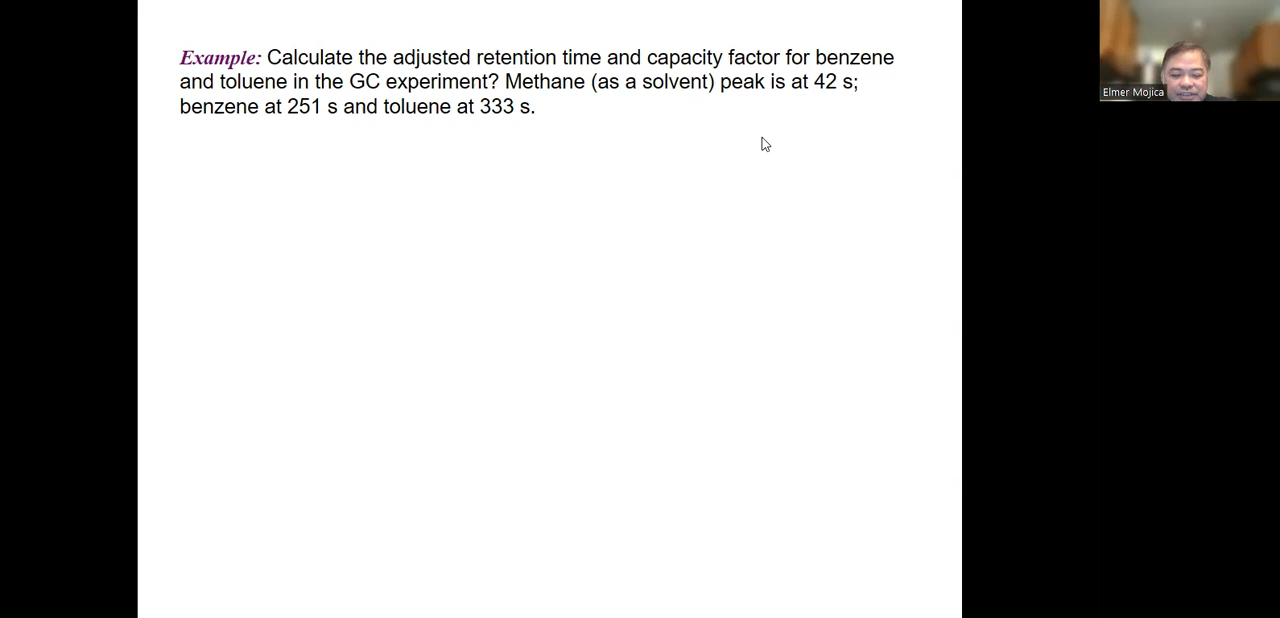 Example: Calculate the adjusted retention time and capacity factor for benzene
and toluene in the GC experiment? Methane (as a solvent) peak is at 42 s;
benzene at 251 s and toluene at 333 s.
Elmer Mojica